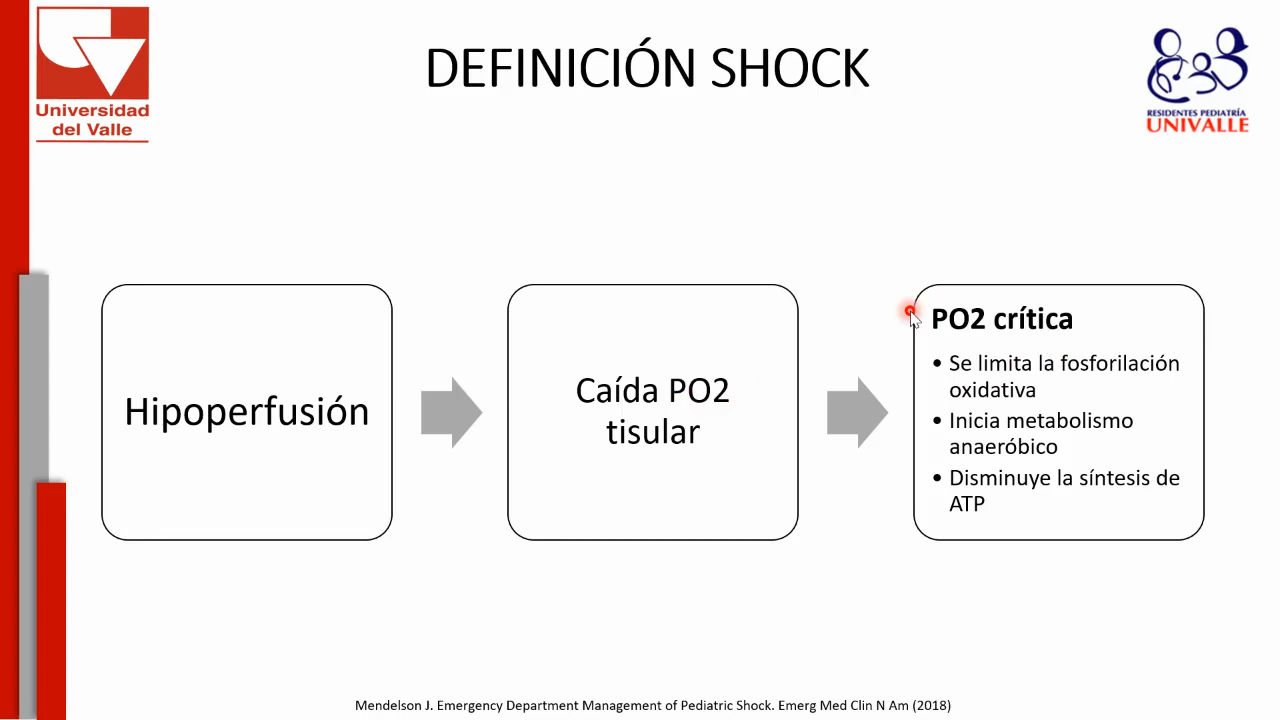 Universidad
del Valle
DEFINICIÓN SHOCK
RESIDENTES PEDIATRÍA
UNIVALLE
Hipoperfusión
Caída PO2
tisular
PO2 crítica
• Se limita la fosforilación
oxidativa
• Inicia metabolismo
anaeróbico
• Disminuye la síntesis de
ATP
Mendelson J. Emergency Department Management of Pediatric Shock. Emerg Med Clin N Am (2018)